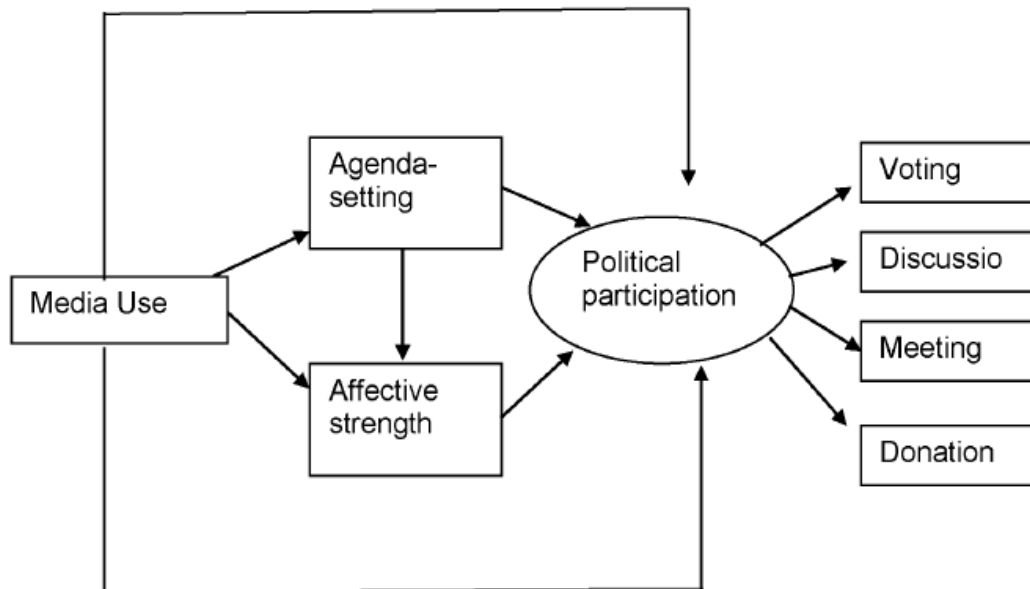 Agenda-
setting
Media Use
Affective
strength
Political
participation
Voting
Discussio
Meeting
Donation